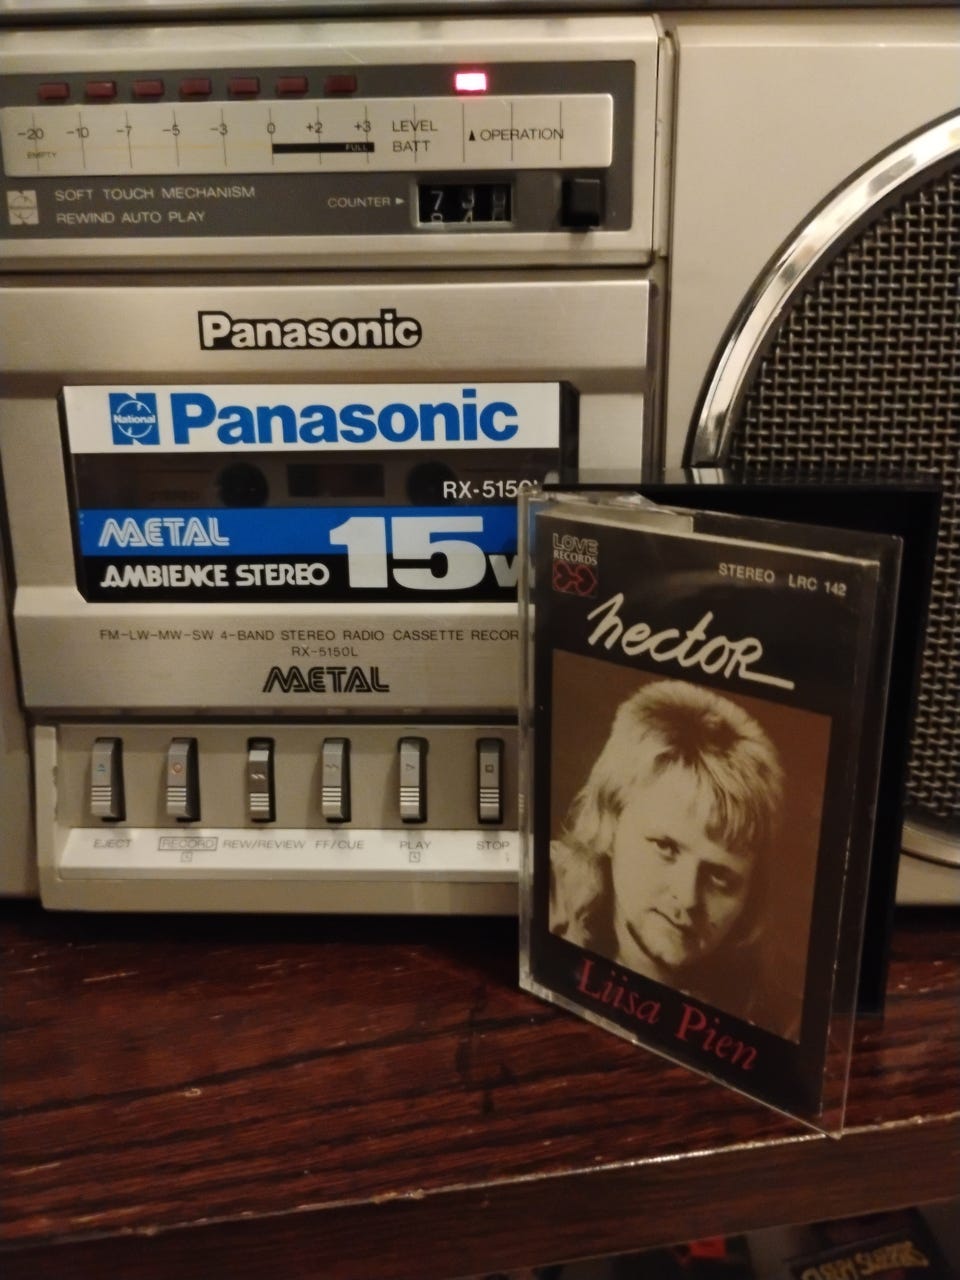 -20 -10 -7 -5 -3 0 +2 +3 LEVEL
EMPTY FULL BATT
▲ OPERATION
SOFT TOUCH MECHANISM
REWIND AUTO PLAY
COUNTER ▶
Panasonic
National Panasonic
RX-5150
METAL
AMBIENCE STEREO 15
FM-LW-MW-SW 4-BAND STEREO RADIO CASSETTE RECOR
RX-5150L
METAL
EJECT RECORD REW/REVIEW FF/CUE PLAY STOP
LOVE
RECORDS
STEREO LRC 142
hector
Liisa Pien